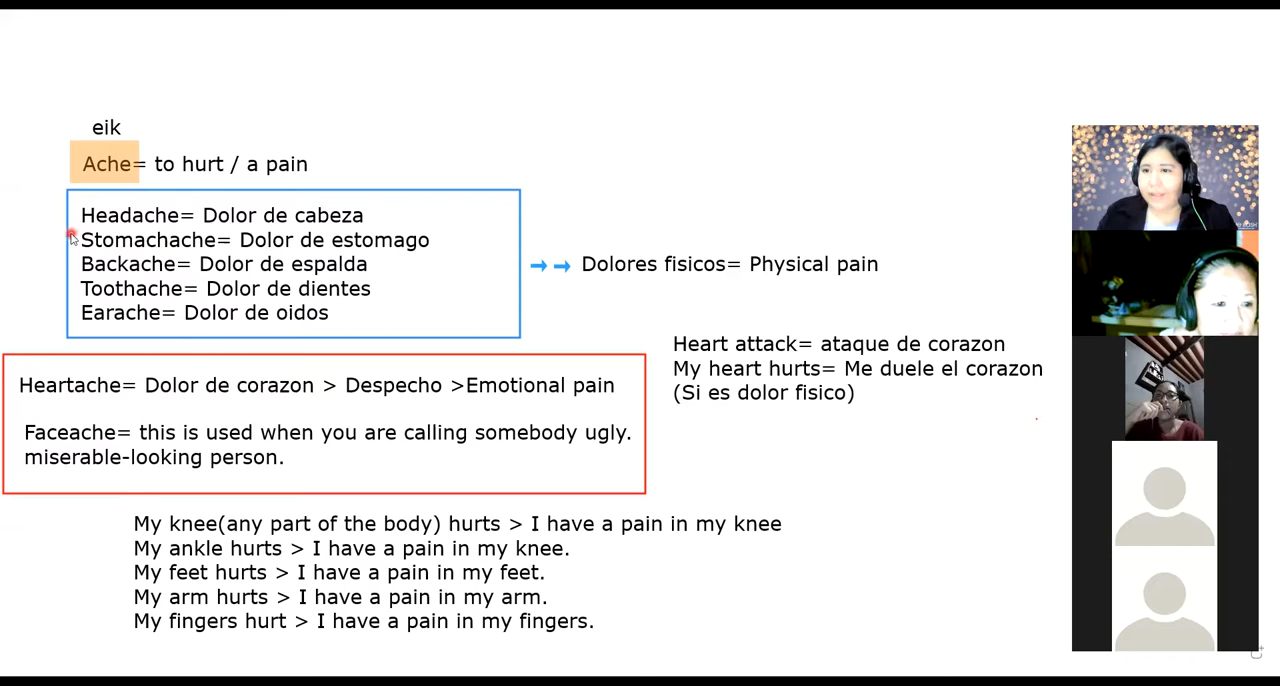 eik
Ache= to hurt / a pain
Headache= Dolor de cabeza
Stomachache= Dolor de estomago
Backache= Dolor de espalda
Toothache= Dolor de dientes
Earache= Dolor de oidos
Dolores fisicos= Physical pain
Heart attack= ataque de corazon
My heart hurts= Me duele el corazon
(Si es dolor fisico)
Heartache= Dolor de corazon > Despecho >Emotional pain
Faceache= this is used when you are calling somebody ugly.
miserable-looking person.
My knee(any part of the body) hurts > I have a pain in my knee
My ankle hurts > I have a pain in my knee.
My feet hurts > I have a pain in my feet.
My arm hurts > I have a pain in my arm.
My fingers hurt > I have a pain in my fingers.